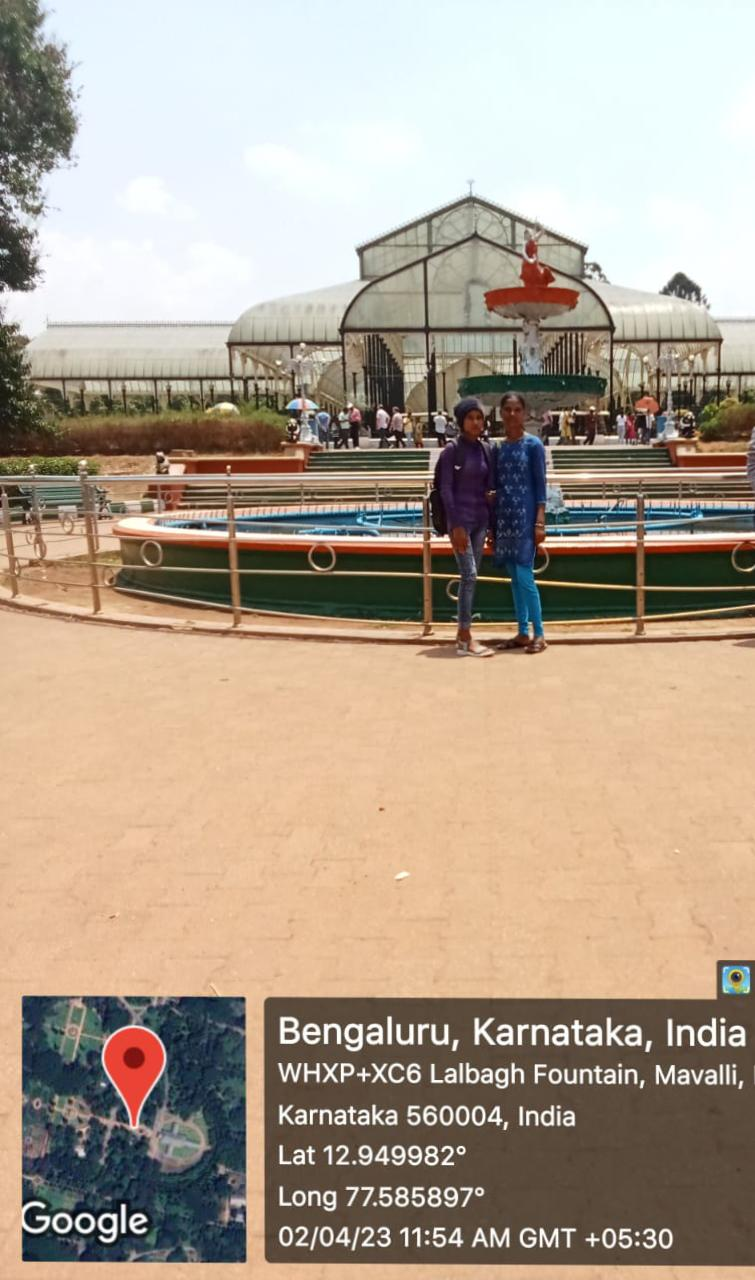 Bengaluru, Karnataka, India
WHXP+XC6 Lalbagh Fountain, Mavalli,
Karnataka 560004, India
Lat 12.949982°
Long 77.585897°
02/04/23 11:54 AM GMT +05:30
Google